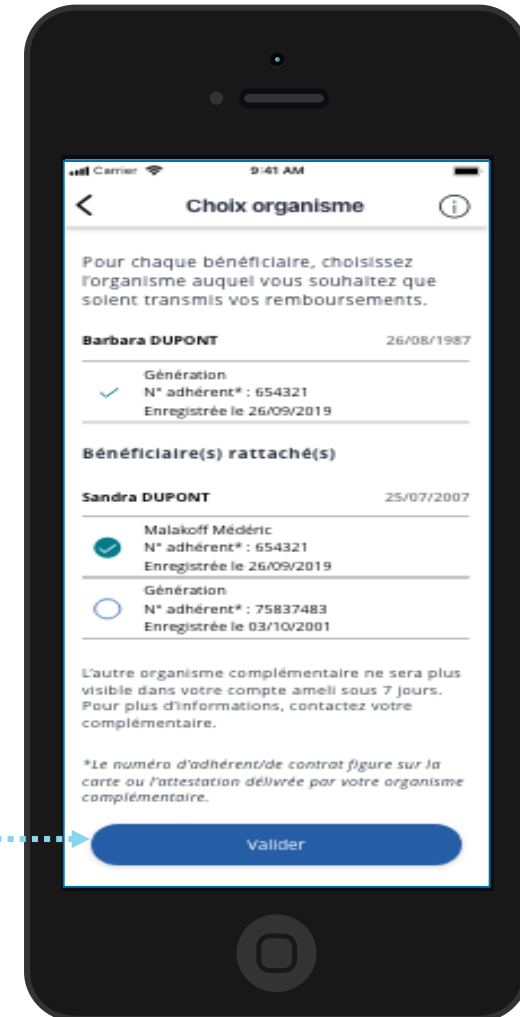 Carrier 9:41 AM
Choix organisme
Pour chaque bénéficiaire, choisissez
l'organisme auquel vous souhaitez que
soient transmis vos remboursements.
Barbara DUPONT 26/08/1987
Génération
N° adhérent* : 654321
Enregistrée le 26/09/2019
Bénéficiaire(s) rattaché(s)
Sandra DUPONT 25/07/2007
Malakoff Médéric
N° adhérent* : 654321
Enregistrée le 26/09/2019
Génération
N° adhérent* : 75837483
Enregistrée le 03/10/2001
L'autre organisme complémentaire ne sera plus
visible dans votre compte ameli sous 7 jours.
Pour plus d'informations, contactez votre
complémentaire.
*Le numéro d'adhérent/de contrat figure sur la
carte ou l'attestation délivrée par votre organisme
complémentaire.
Valider